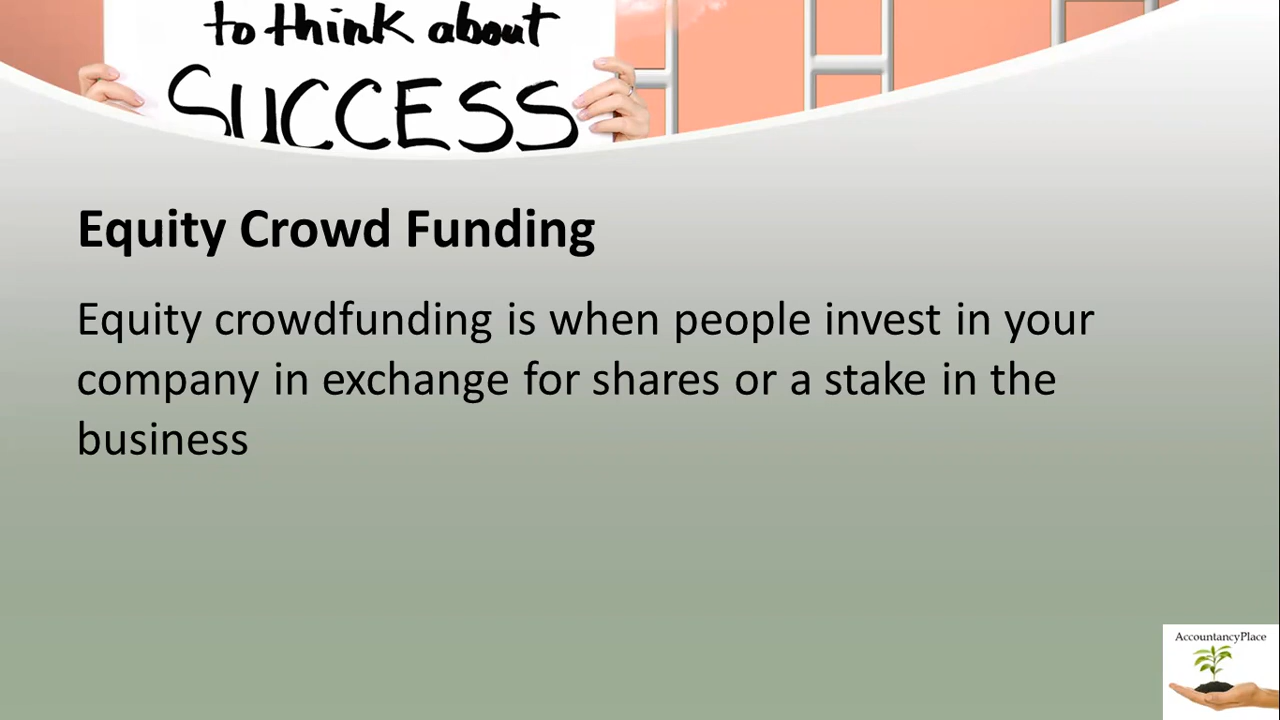 to think about
SUCCESS
Equity Crowd Funding
Equity crowdfunding is when people invest in your
company in exchange for shares or a stake in the
business
AccountancyPlace